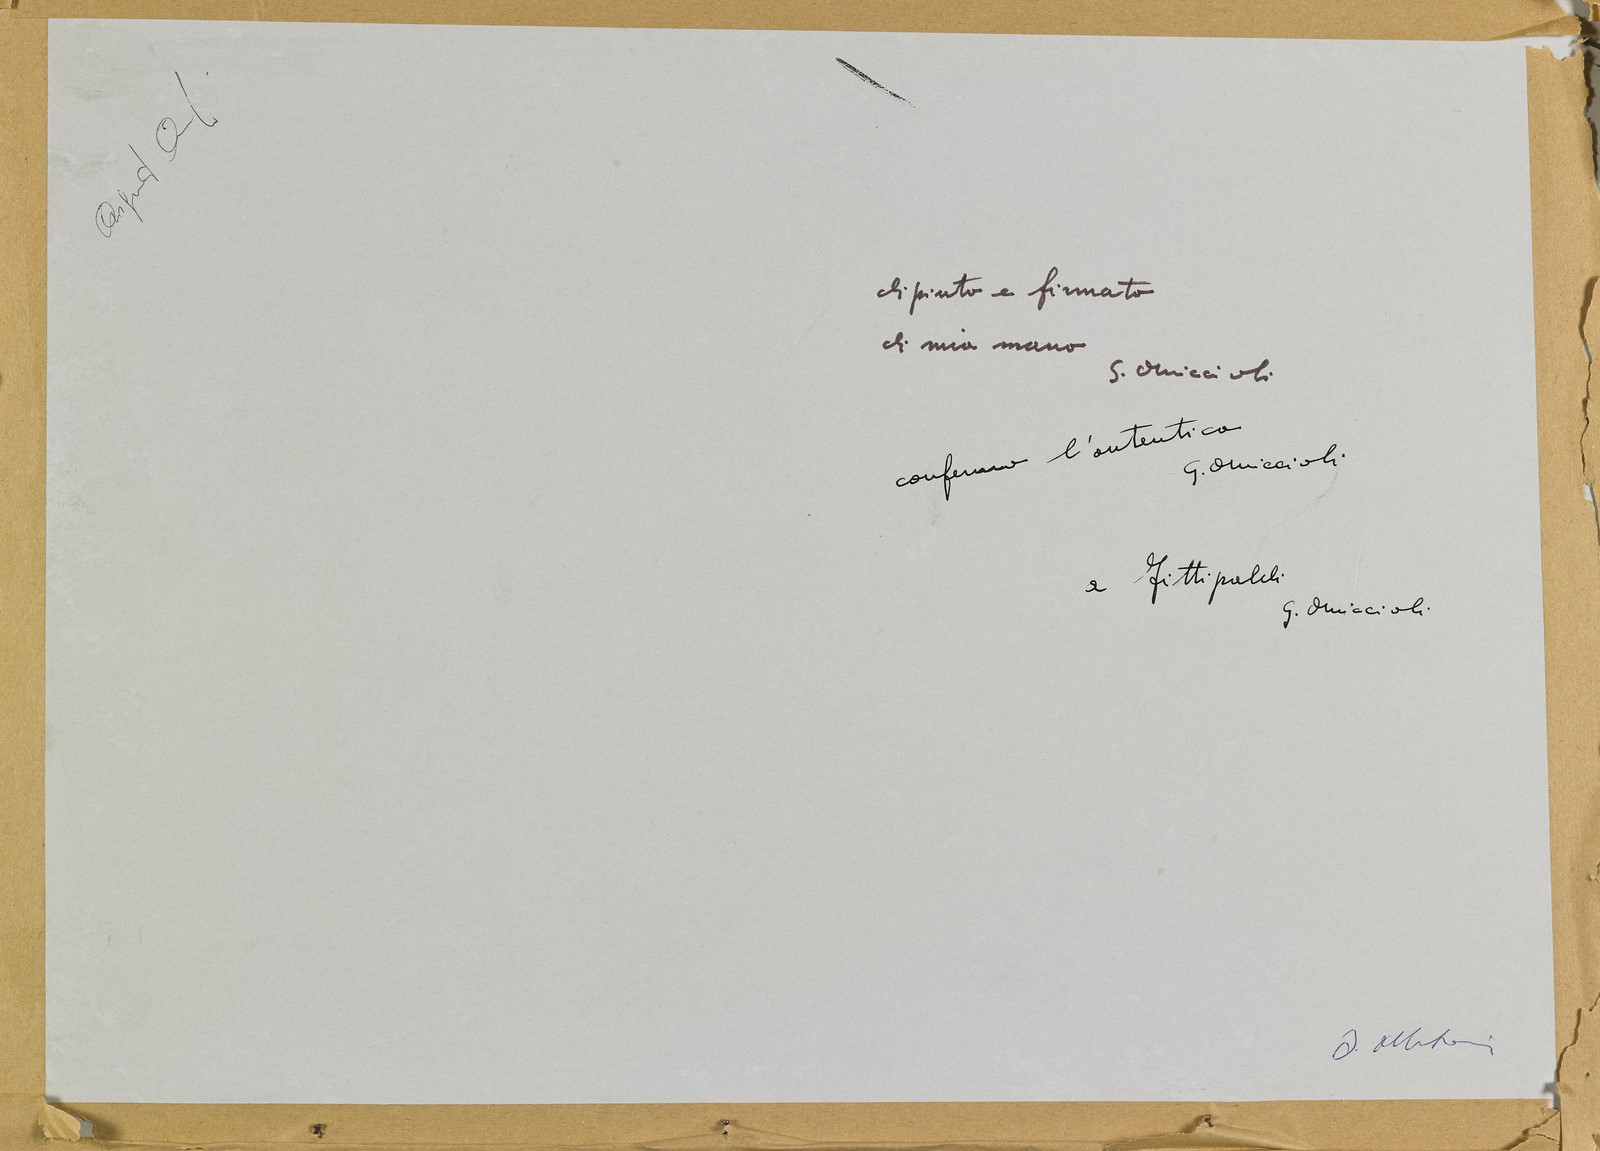 dipinto e firmato
di mia mano
G. Omiccioli
confermo l'autentica
G. Omiccioli
a Fittipaldi
G. Omiccioli